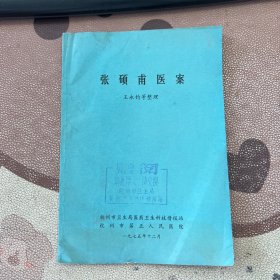 张硕甫医案
王永钧等整理
杭州市卫生局医药卫生科技情报站
杭州市第三人民医院
一九七五年十二月